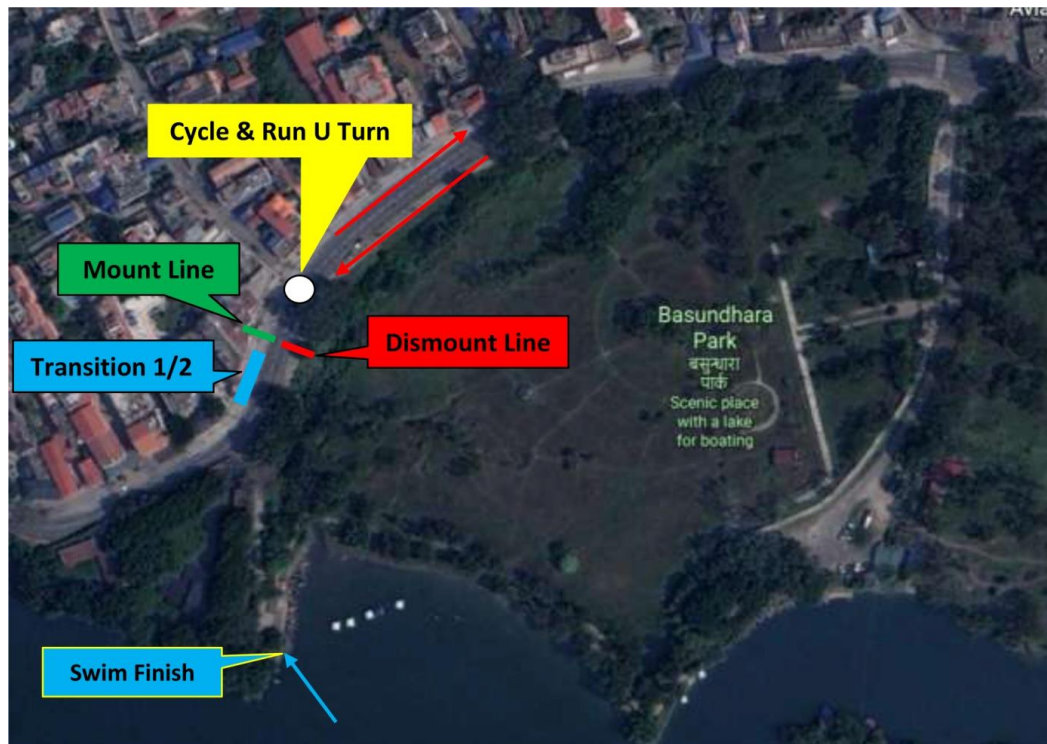 Avia
Cycle & Run U Turn
Mount Line
Dismount Line
Transition 1/2
Basundhara
Park
बसुन्धारा
पार्क
Scenic place
with a lake
for boating
Swim Finish